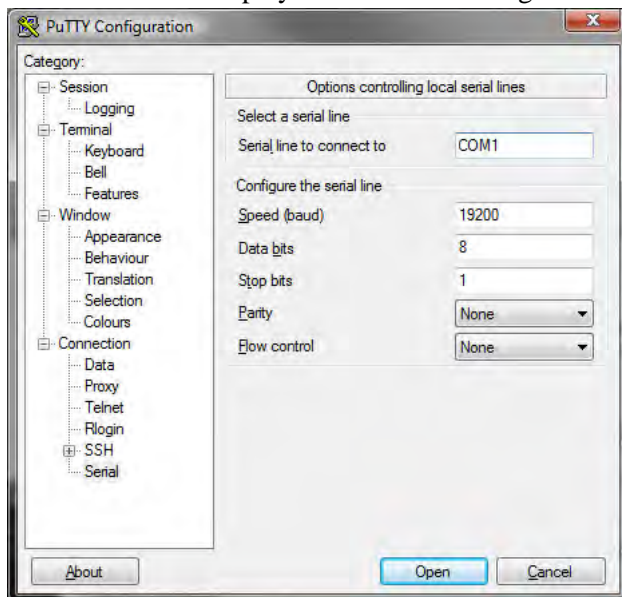 PuTTY Configuration
Category:
Session
Logging
Terminal
Keyboard
Bell
Features
Window
Appearance
Behaviour
Translation
Selection
Colours
Connection
Data
Proxy
Telnet
Rlogin
SSH
Serial
Options controlling local serial lines
Select a serial line
Serial line to connect to COM1
Configure the serial line
Speed (baud) 19200
Data bits 8
Stop bits 1
Parity None
Flow control None
About Open Cancel